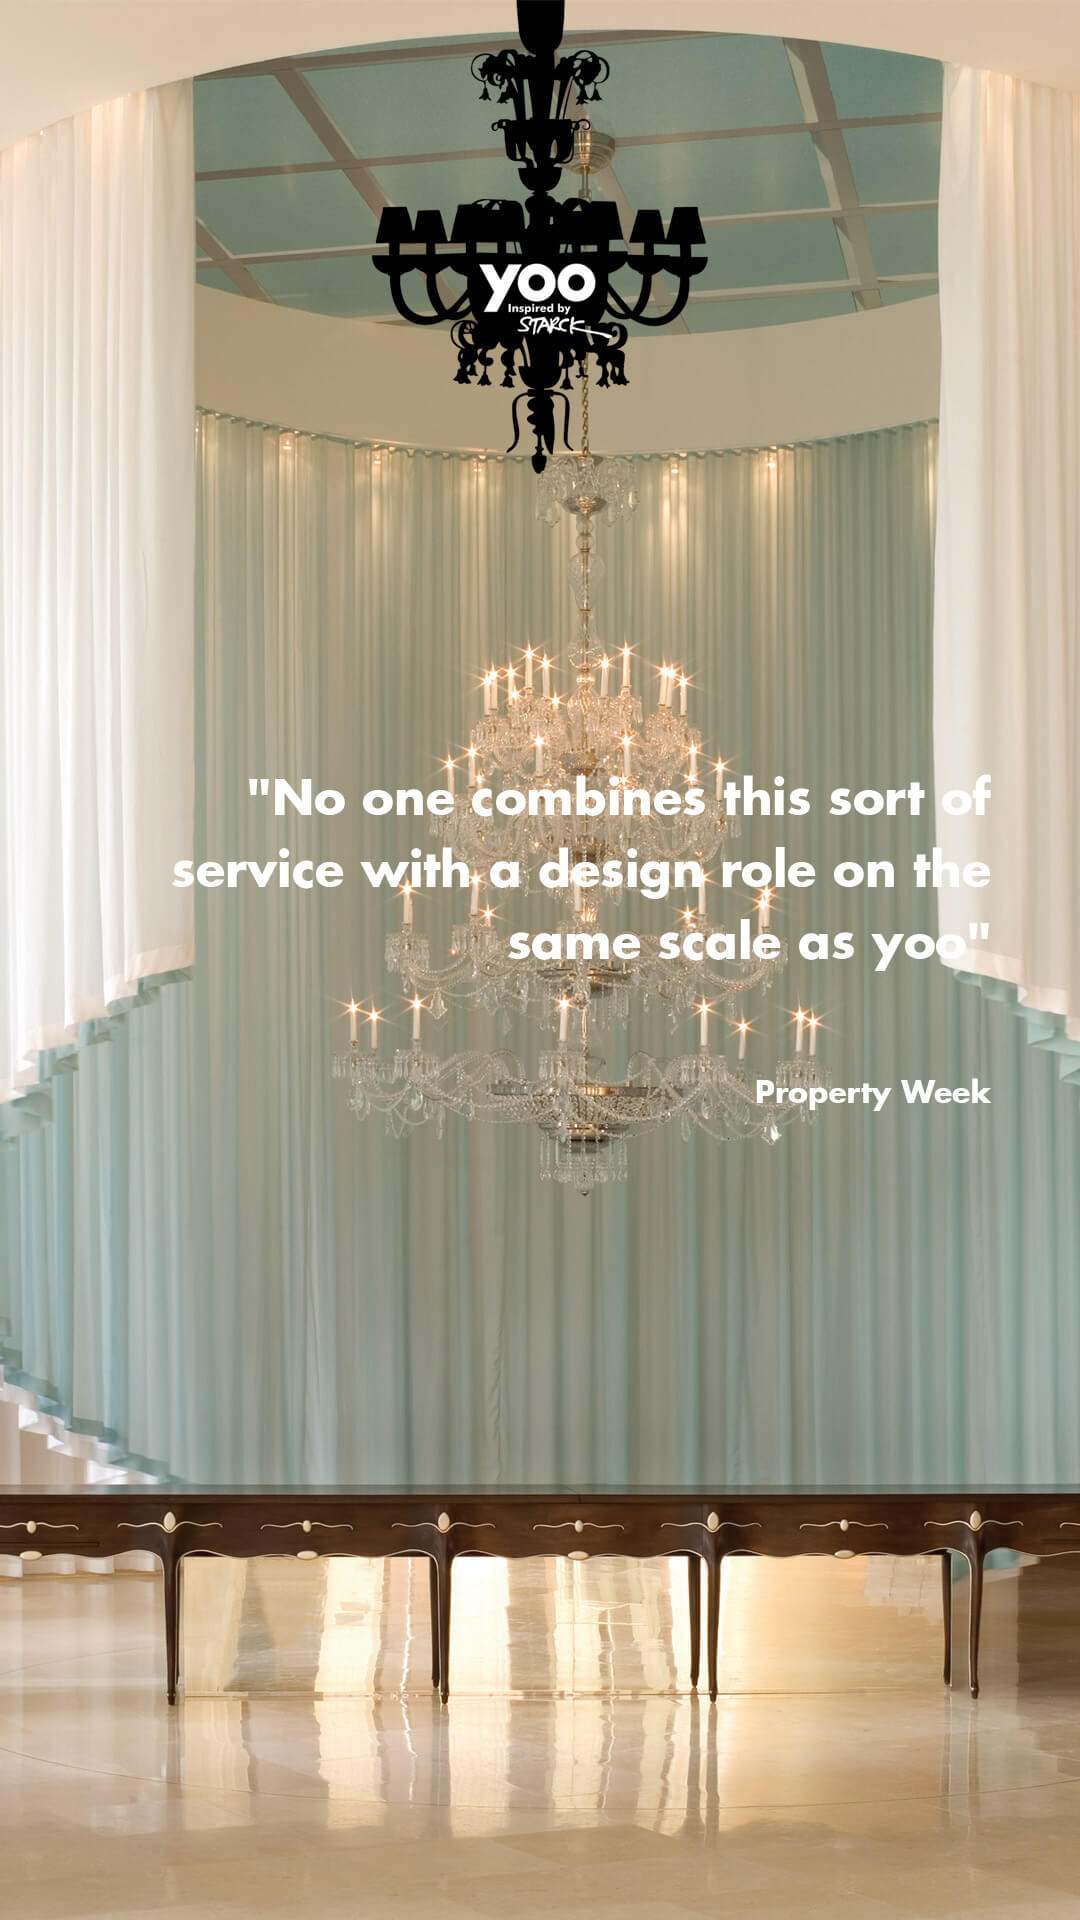 yoo
Inspired by
STARCK
"No one combines this sort of
service with a design role on the
same scale as yoo"
Property Week